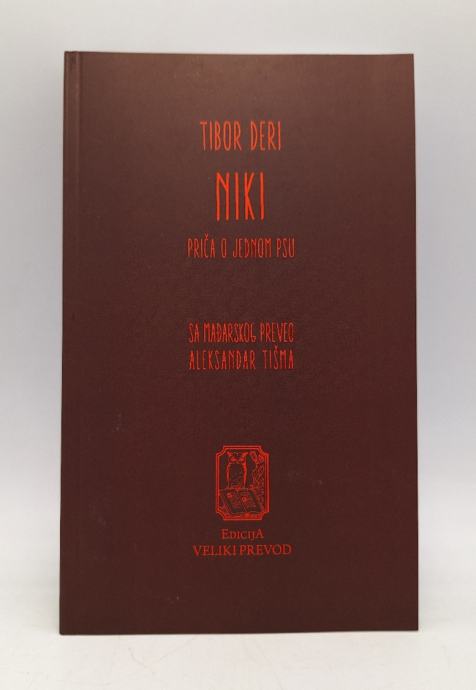 TIBOR DERI
NIKI
PRIČA O JEDNOM PSU
SA MAĐARSKOG PREVEO
ALEKSANDAR TIŠMA
EDICIJA
VELIKI PREVOD